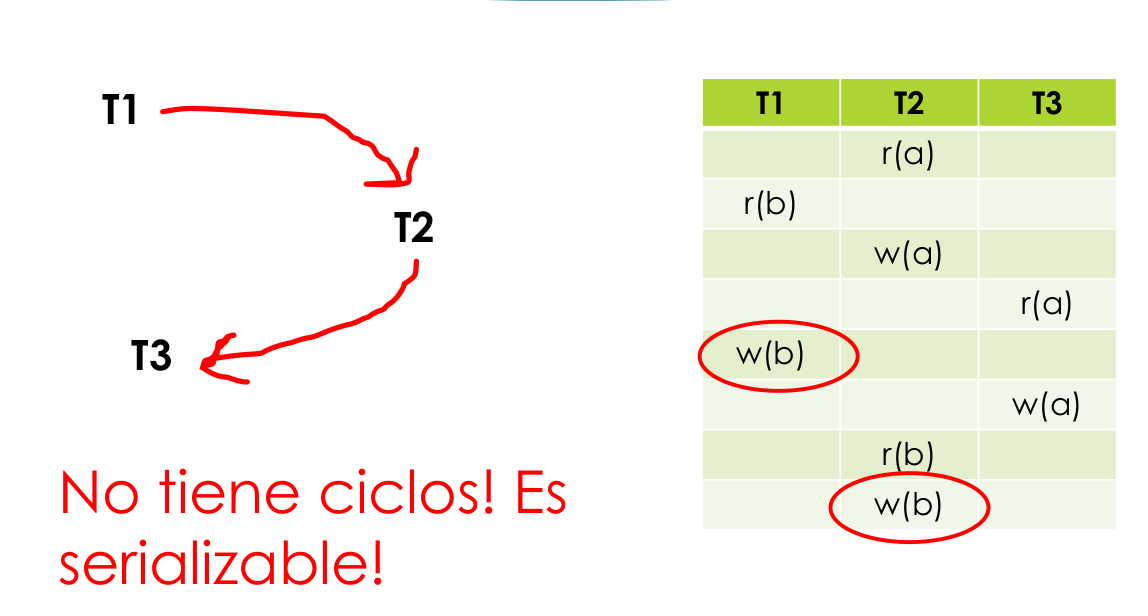 T1
T2
T3
No tiene ciclos! Es
serializable!
T1 T2 T3
r(a)
r(b)
w(a)
r(a)
w(b)
w(a)
r(b)
w(b)